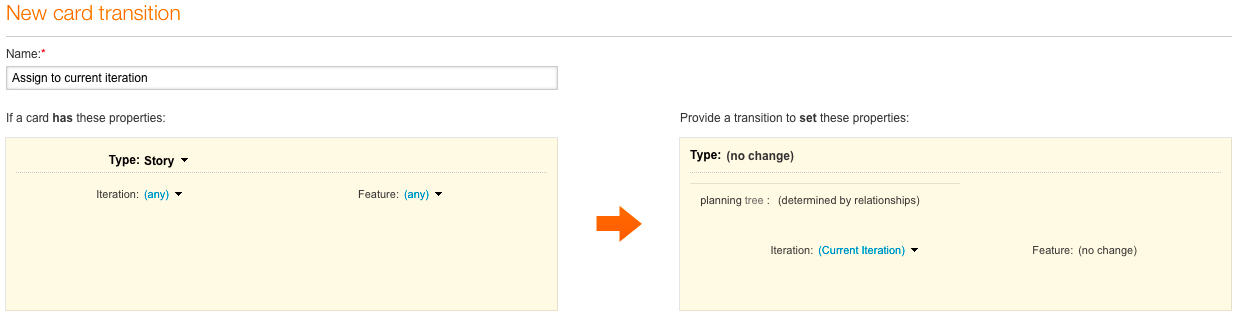 New card transition
Name:*
Assign to current iteration
If a card has these properties:
Type: Story
Iteration: (any) Feature: (any)
Provide a transition to set these properties:
Type: (no change)
planning tree : (determined by relationships)
Iteration: (Current Iteration) Feature: (no change)